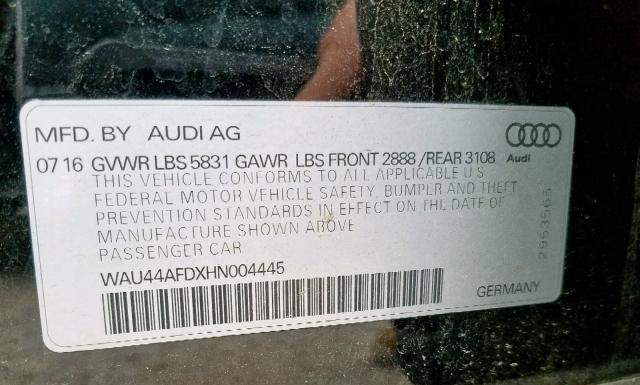 MFD. BY AUDI AG
07 16 GVWR LBS 5831 GAWR LBS FRONT 2888 /REAR 3108
Audi
THIS VEHICLE CONFORMS TO ALL APPLICABLE U S
FEDERAL MOTOR VEHICLE SAFETY, BUMPER AND THEFT
PREVENTION STANDARDS IN EFFECT ON THE DATE OF
MANUFACTURE SHOWN ABOVE
PASSENGER CAR
WAU44AFDXHN004445
GERMANY
2953565